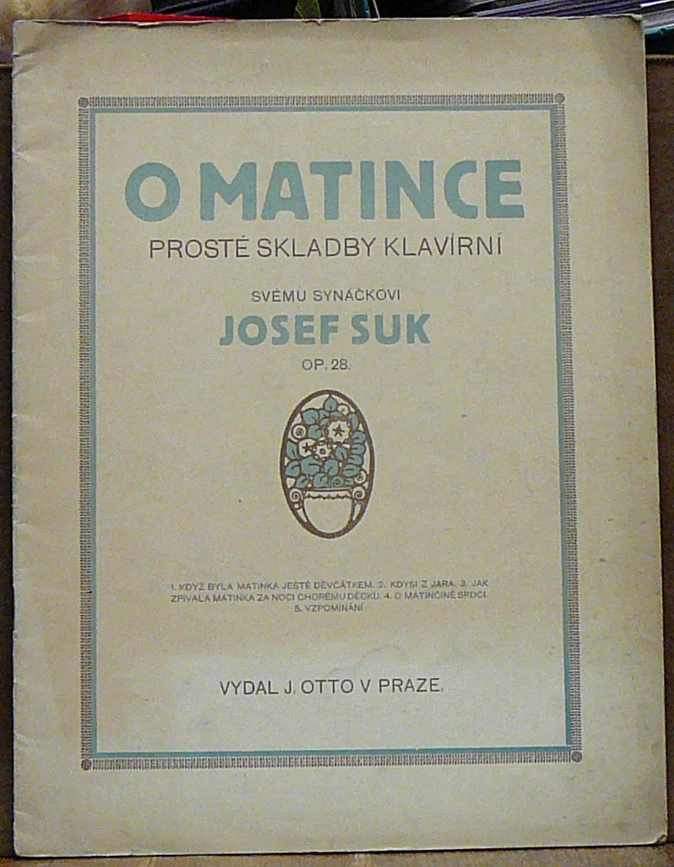 O MATINCE
PROSTÉ SKLADBY KLAVÍRNÍ
SVÉMU SYNÁČKOVI
JOSEF SUK
OP. 28.
1. KDYŽ BYLA MATINKA JEŠTĚ DĚVČÁTKEM. 2. KDYSI Z JARA. 3. JAK
ZPÍVALA MATINKA ZA NOCI CHORÉMU DĚCKU. 4. O MATINČINĚ SRDCI.
5. VZPOMÍNÁNÍ
VYDAL J. OTTO V PRAZE.